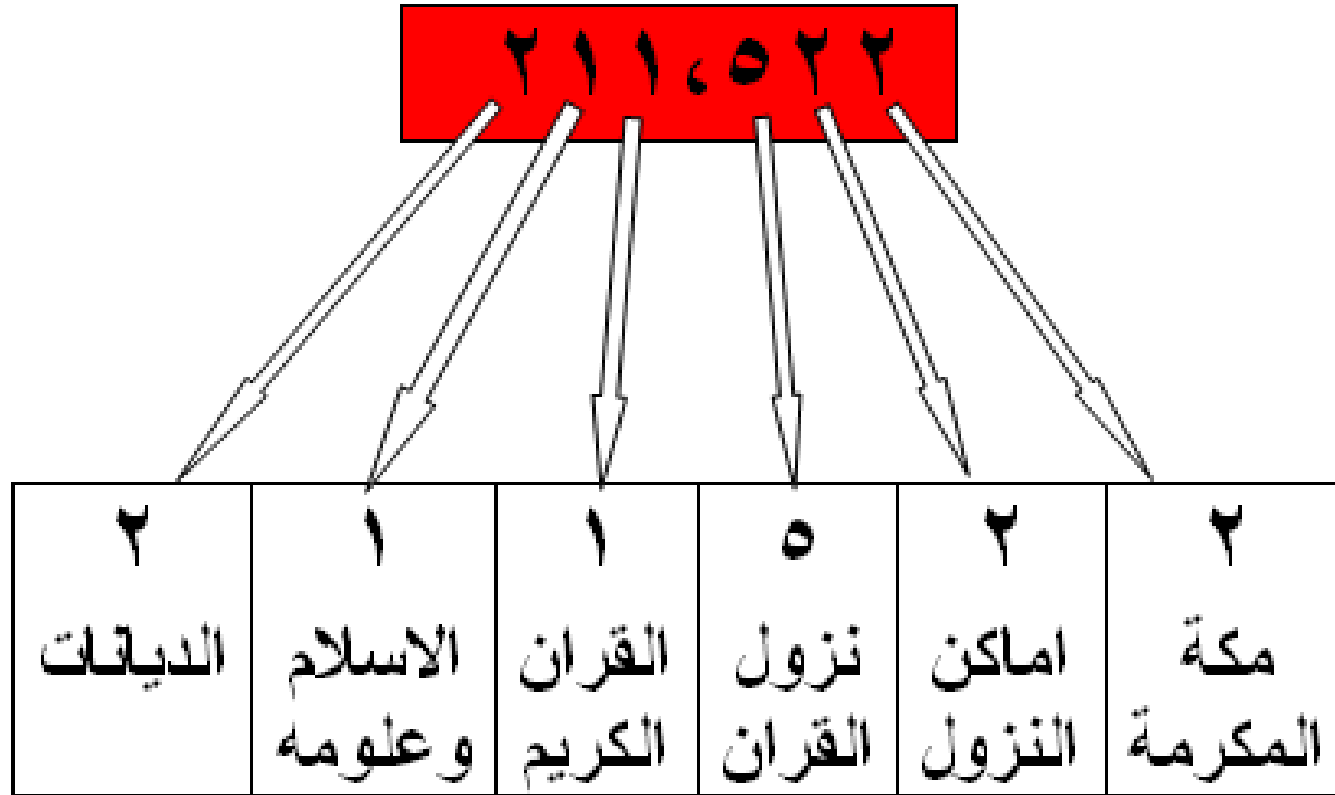 ٢١١،٥٢٢
٢
الديانات
١
الاسلام
وعلومه
١
القران
الكريم
٥
نزول
القران
٢
اماكن
النزول
٢
مكة
المكرمة